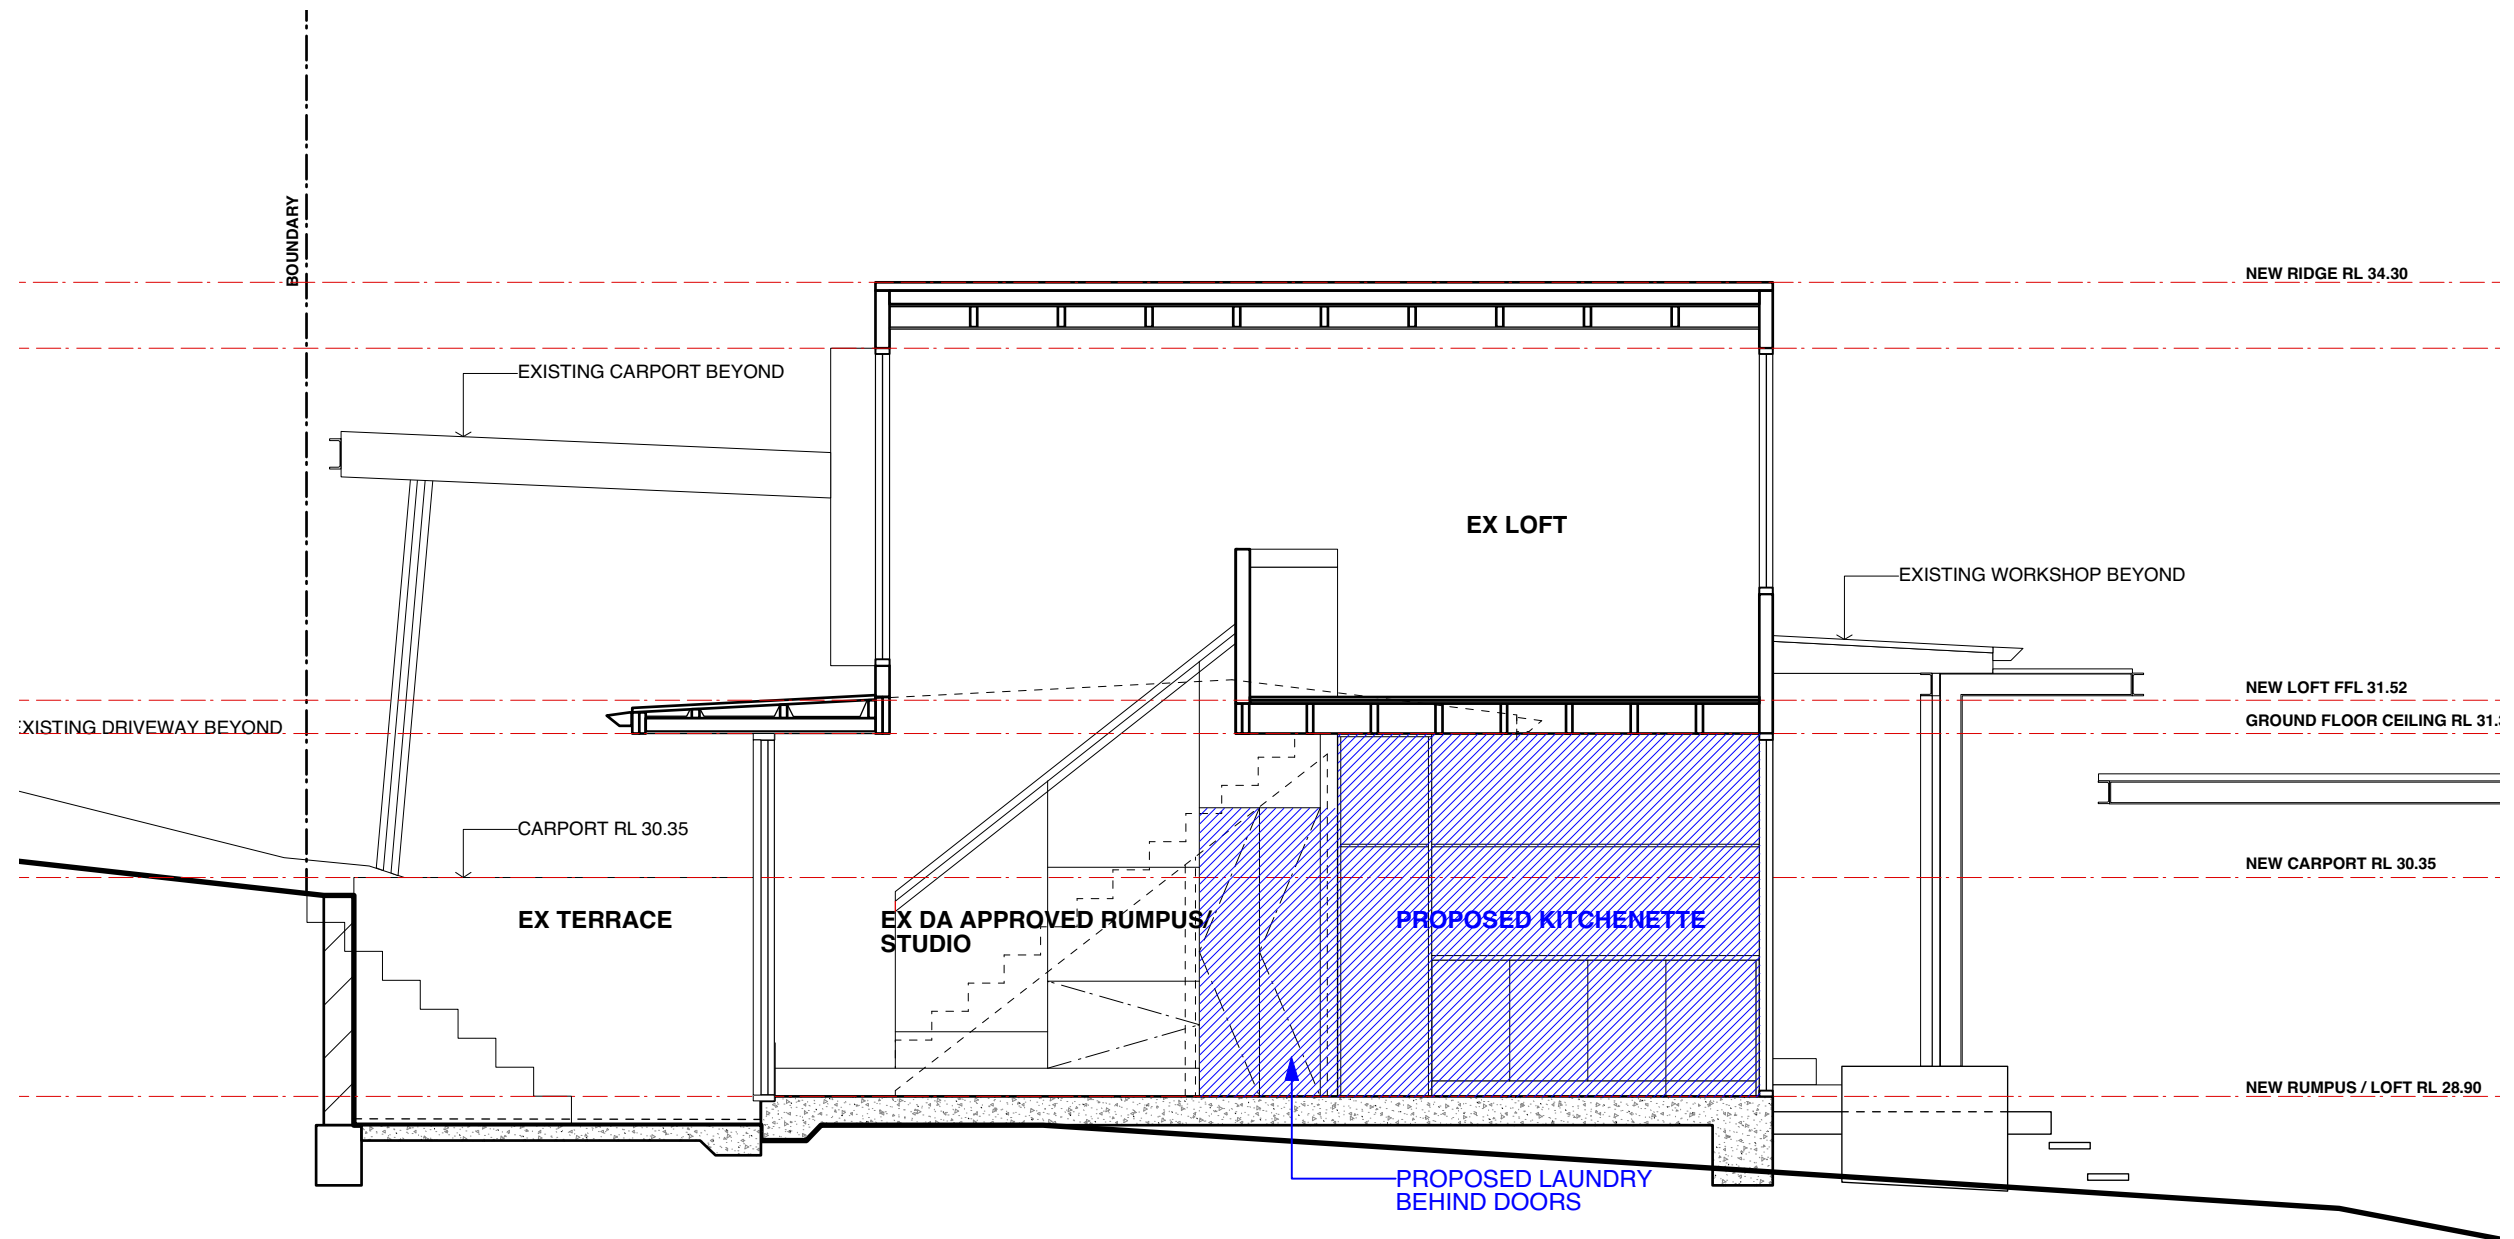 BOUNDARY
NEW RIDGE RL 34.30
EXISTING CARPORT BEYOND
EX LOFT
EXISTING WORKSHOP BEYOND
NEW LOFT FFL 31.52
EXISTING DRIVEWAY BEYOND
GROUND FLOOR CEILING RL 31.3
CARPORT RL 30.35
NEW CARPORT RL 30.35
EX TERRACE
EX DA APPROVED RUMPUS/
STUDIO
PROPOSED KITCHENETTE
NEW RUMPUS / LOFT RL 28.90
PROPOSED LAUNDRY
BEHIND DOORS